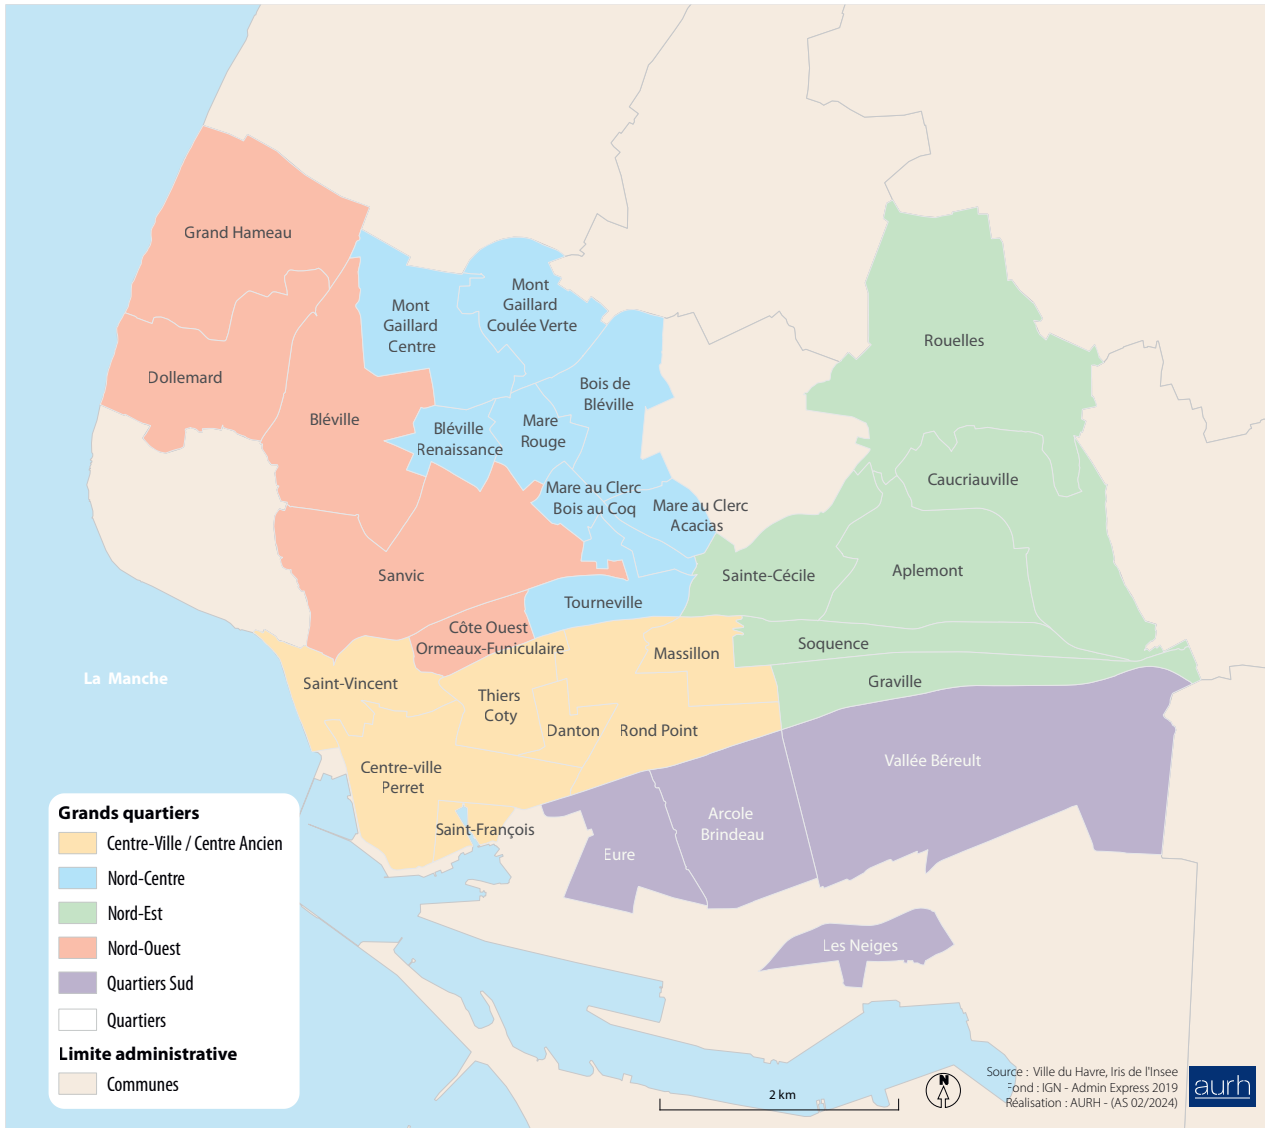 Grand Hameau
Mont
Gaillard
Coulée Verte
Mont
Gaillard
Centre
Rouelles
Dollemard
Bois de
Bléville
Bléville
Mare
Rouge
Bléville
Renaissance
Caucriauville
Mare au Clerc
Bois au Coq
Mare au Clerc
Acacias
Sanvic
Sainte-Cécile
Aplemont
Tourneville
Côte Ouest
Ormeaux-Funiculaire
Massillon
Soquence
La Manche
Saint-Vincent
Graville
Thiers
Coty
Danton
Rond Point
Centre-ville
Perret
Vallée Béreult
Arcole
Brindeau
Saint-François
Eure
Les Neiges
Grands quartiers
Centre-Ville / Centre Ancien
Nord-Centre
Nord-Est
Nord-Ouest
Quartiers Sud
Quartiers
Limite administrative
Communes
2 km
N
Source : Ville du Havre, Iris de l'Insee
Fond : IGN - Admin Express 2019
Réalisation : AURH - (AS 02/2024)
aurh